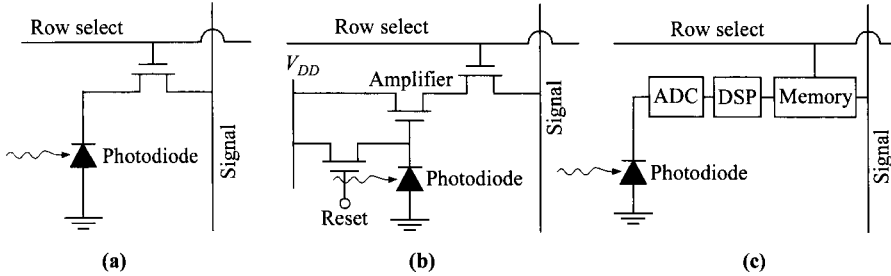 Row select
Photodiode
Signal
(a)
Row select
V_DD
Amplifier
Photodiode
Reset
Signal
(b)
Row select
ADC
DSP
Memory
Photodiode
Signal
(c)